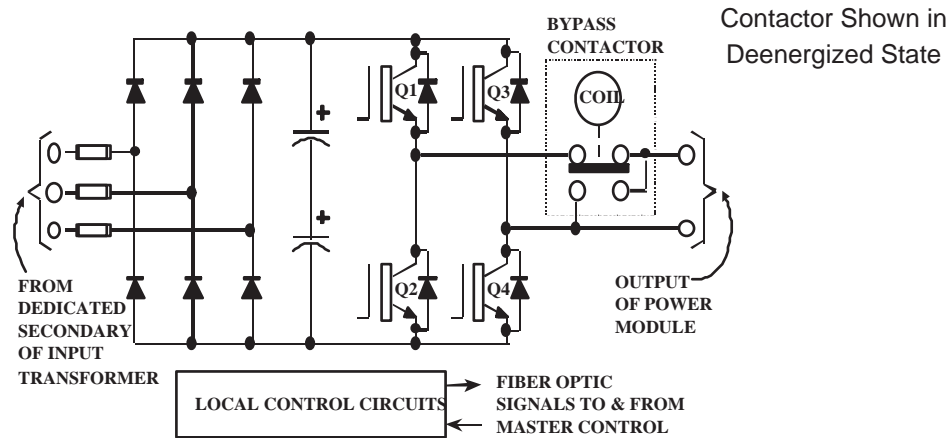 Contactor Shown in
Deenergized State
BYPASS
CONTACTOR
COIL
Q1
Q3
Q2
Q4
FROM
DEDICATED
SECONDARY
OF INPUT
TRANSFORMER
OUTPUT
OF POWER
MODULE
LOCAL CONTROL CIRCUITS
FIBER OPTIC
SIGNALS TO & FROM
MASTER CONTROL